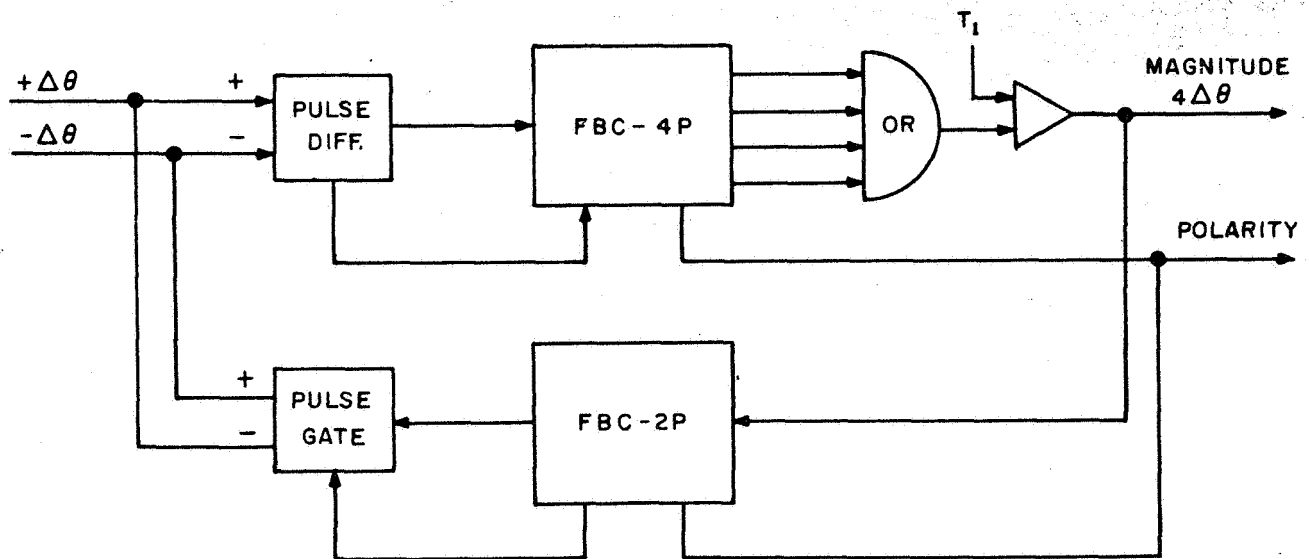 T1
+Δθ
+
-Δθ
-
PULSE
DIFF.
FBC-4P
OR
MAGNITUDE
4Δθ
POLARITY
+
-
PULSE
GATE
FBC-2P